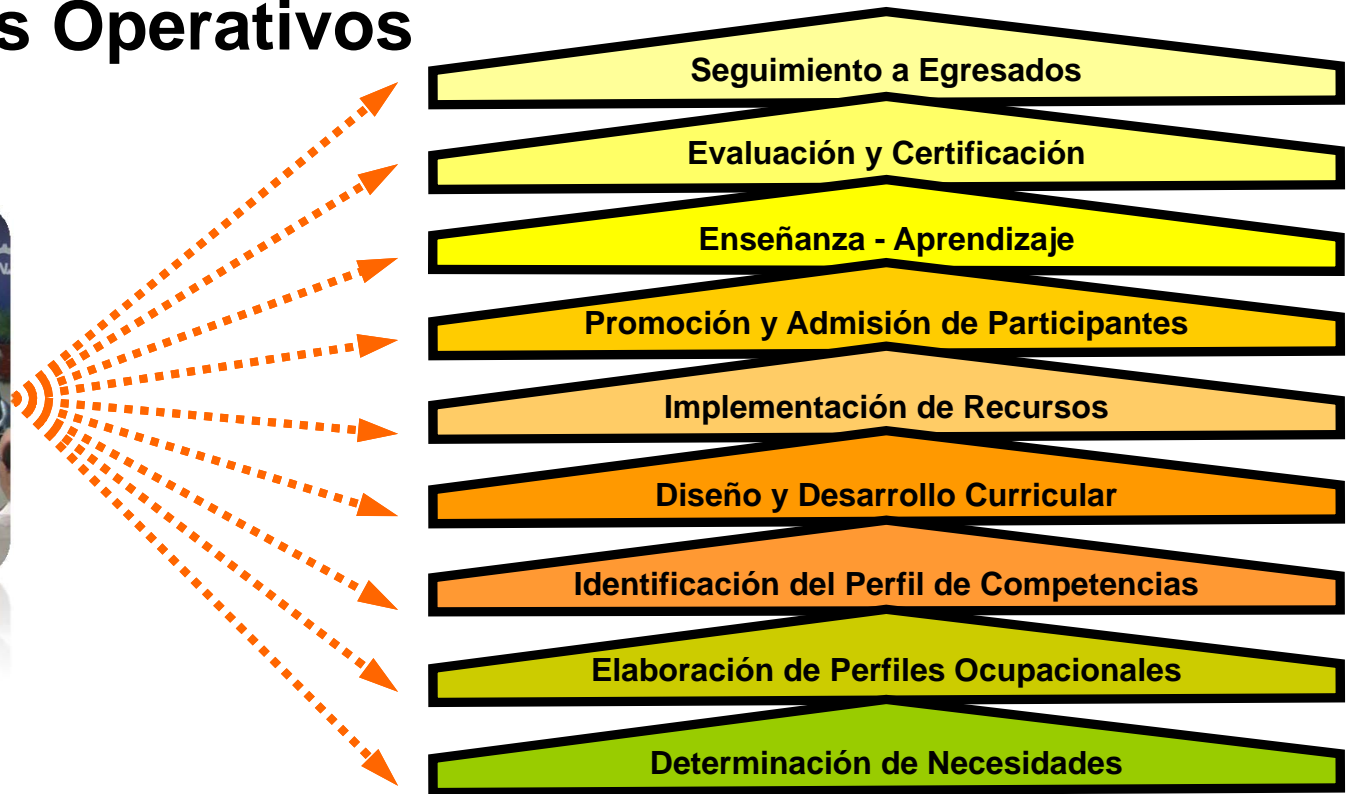 s Operativos
Seguimiento a Egresados
Evaluación y Certificación
Enseñanza - Aprendizaje
Promoción y Admisión de Participantes
Implementación de Recursos
Diseño y Desarrollo Curricular
Identificación del Perfil de Competencias
Elaboración de Perfiles Ocupacionales
Determinación de Necesidades